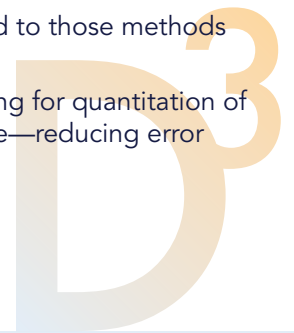 d to those methods
ng for quantitation of
e—reducing error
D3